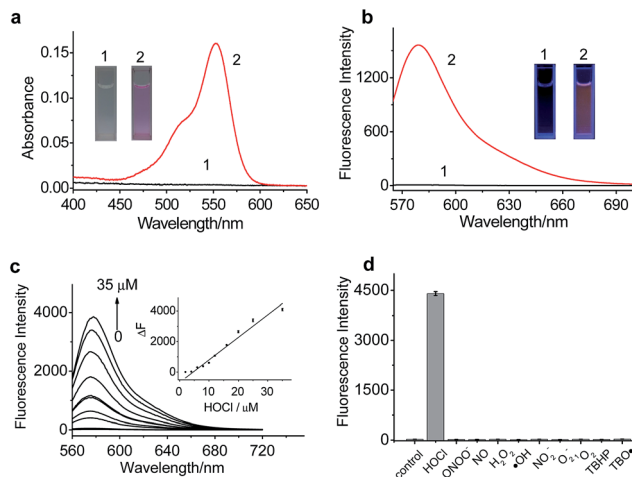 a
0.15
0.10
0.05
0.00
Absorbance
1 2
2
1
400 450 500 550 600 650
Wavelength/nm
b
1200
600
0
Fluorescence Intensity
2
1 2
1
570 600 630 660 690
Wavelength/nm
c
4000
2000
0
Fluorescence Intensity
35 μM
0
4000
2000
0
ΔF
0 10 20 30
HOCl / μM
560 600 640 680 720
Wavelength/nm
d
4500
3000
1500
0
Fluorescence Intensity
control HOCl ONOO⁻ NO H₂O₂ •OH NO₂⁻ O₂⁻ ¹O₂ TBHP TBO•